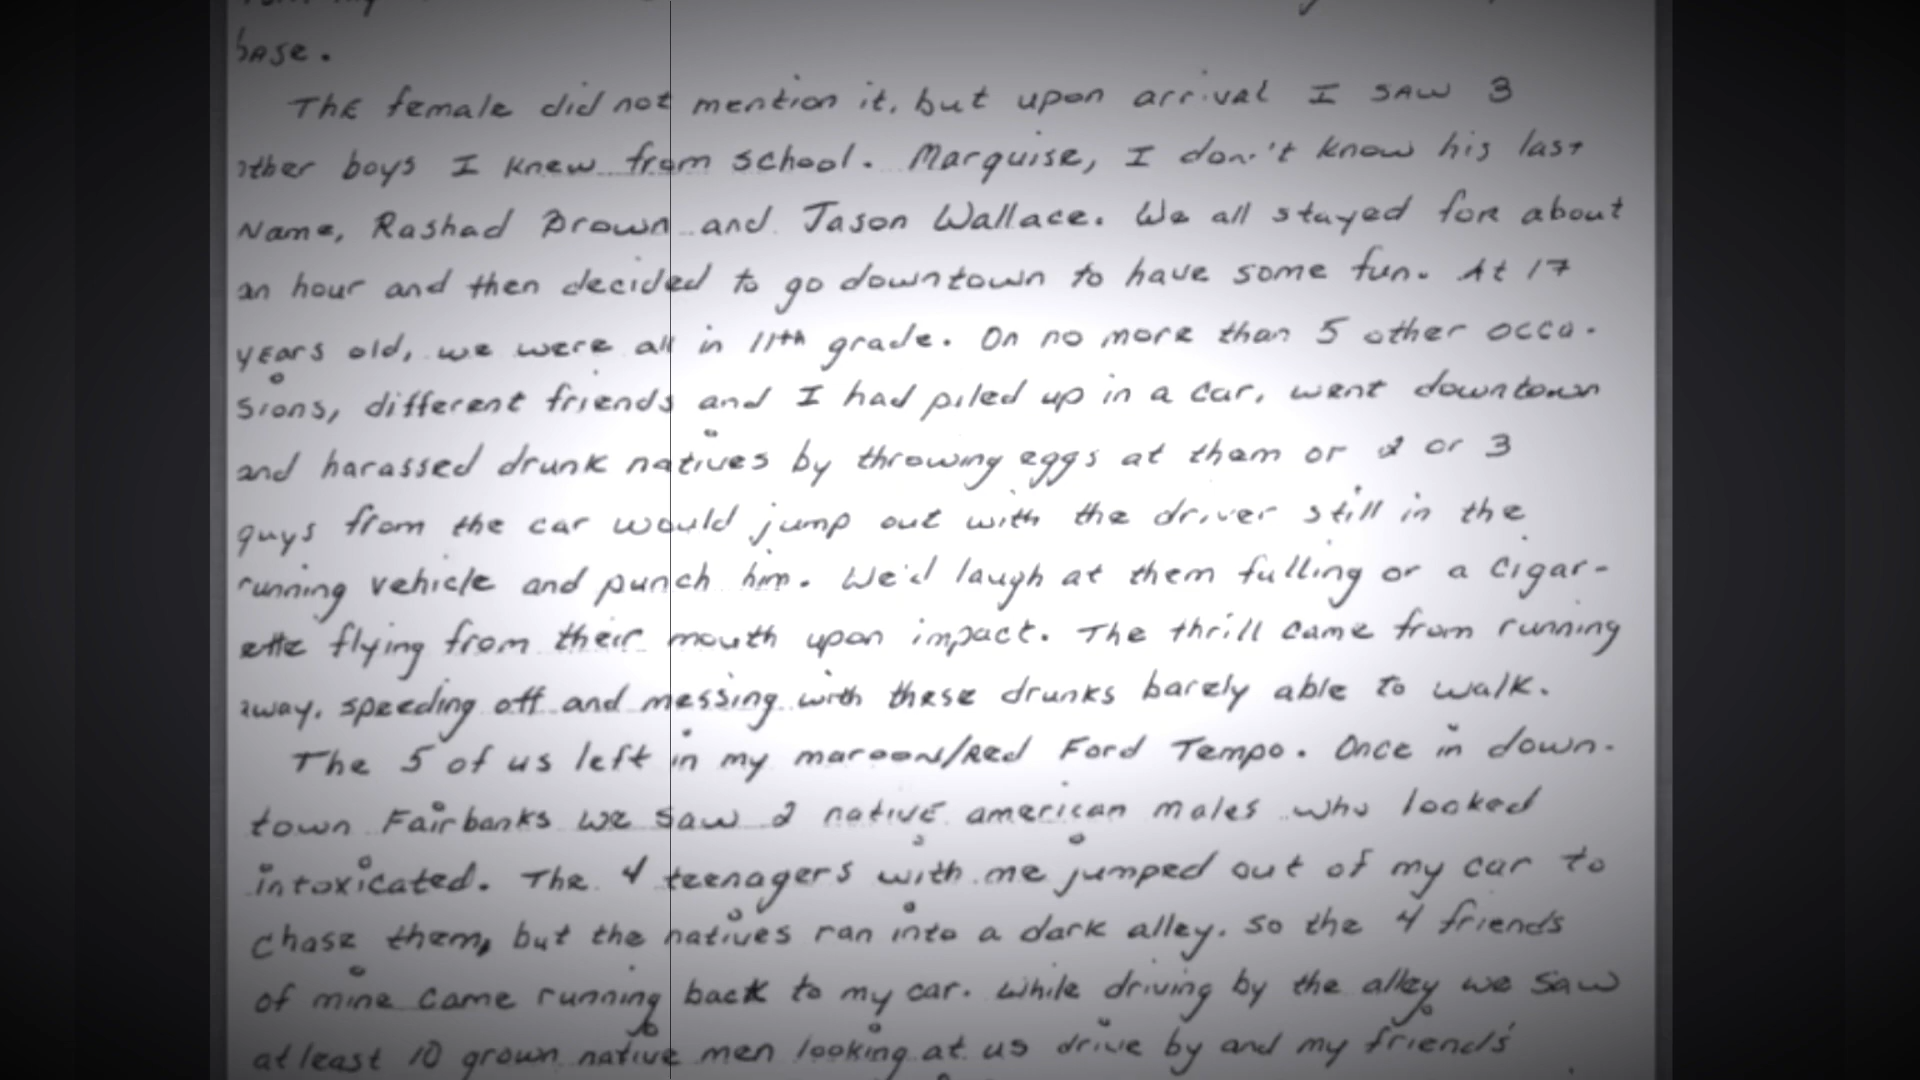 base.
The female did not mention it, but upon arrival I saw 3
other boys I knew from school. Marquise, I don't know his last
Name, Rashad Brown and Jason Wallace. We all stayed for about
an hour and then decided to go downtown to have some fun. At 17
years old, we were all in 11th grade. On no more than 5 other occa-
sions, different friends and I had piled up in a car, went downtown
and harassed drunk natives by throwing eggs at them or 2 or 3
guys from the car would jump out with the driver still in the
running vehicle and punch him. We'd laugh at them falling or a cigar-
ette flying from their mouth upon impact. The thrill came from running
away, speeding off and messing with these drunks barely able to walk.
The 5 of us left in my maroon/red Ford Tempo. Once in down-
town Fairbanks we saw 2 native american males who looked
intoxicated. The 4 teenagers with me jumped out of my car to
chase them, but the natives ran into a dark alley. So the 4 friends
of mine came running back to my car. While driving by the alley we saw
at least 10 grown native men looking at us drive by and my friends'